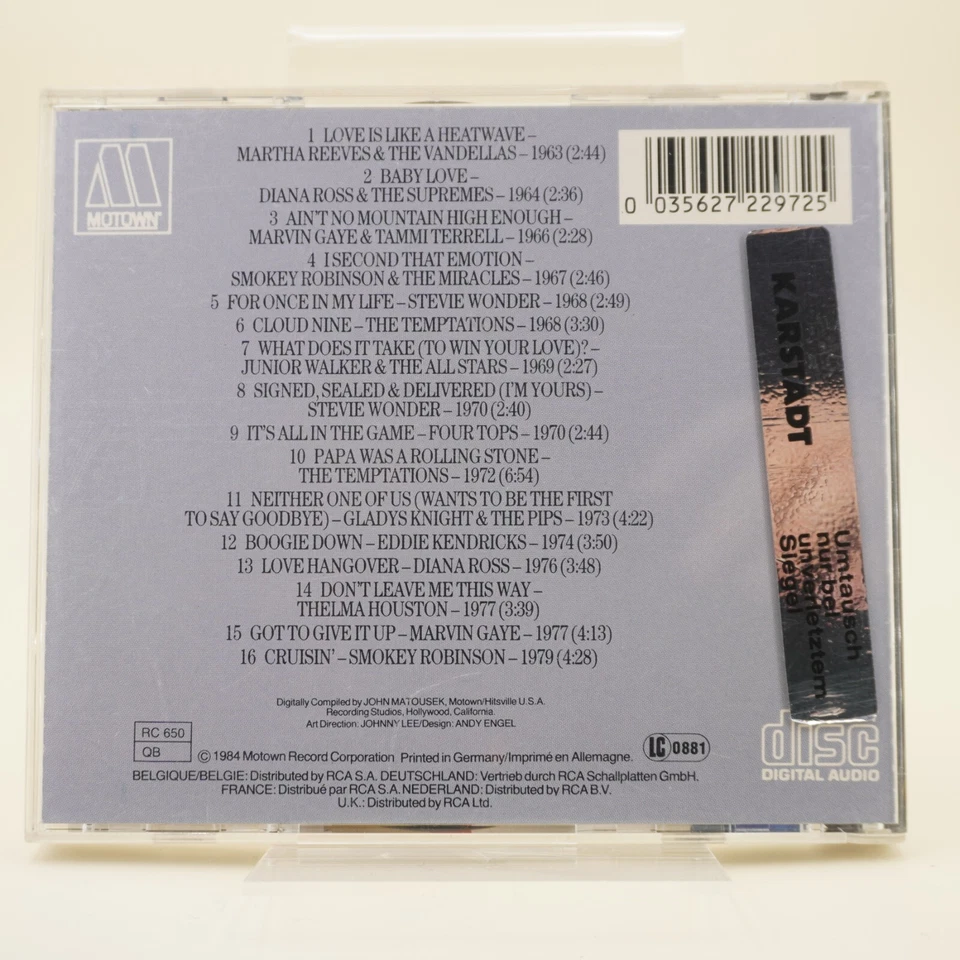 MOTOWN®
1 LOVE IS LIKE A HEATWAVE –
MARTHA REEVES & THE VANDELLAS – 1963 (2:44)
2 BABY LOVE –
DIANA ROSS & THE SUPREMES – 1964 (2:36)
3 AIN'T NO MOUNTAIN HIGH ENOUGH –
MARVIN GAYE & TAMMI TERRELL – 1966 (2:28)
4 I SECOND THAT EMOTION –
SMOKEY ROBINSON & THE MIRACLES – 1967 (2:46)
5 FOR ONCE IN MY LIFE – STEVIE WONDER – 1968 (2:49)
6 CLOUD NINE – THE TEMPTATIONS – 1968 (3:30)
7 WHAT DOES IT TAKE (TO WIN YOUR LOVE)? –
JUNIOR WALKER & THE ALL STARS – 1969 (2:27)
8 SIGNED, SEALED & DELIVERED (I'M YOURS) –
STEVIE WONDER – 1970 (2:40)
9 IT'S ALL IN THE GAME – FOUR TOPS – 1970 (2:44)
10 PAPA WAS A ROLLING STONE –
THE TEMPTATIONS – 1972 (6:54)
11 NEITHER ONE OF US (WANTS TO BE THE FIRST
TO SAY GOODBYE) – GLADYS KNIGHT & THE PIPS – 1973 (4:22)
12 BOOGIE DOWN – EDDIE KENDRICKS – 1974 (3:50)
13 LOVE HANGOVER – DIANA ROSS – 1976 (3:48)
14 DON'T LEAVE ME THIS WAY –
THELMA HOUSTON – 1977 (3:39)
15 GOT TO GIVE IT UP – MARVIN GAYE – 1977 (4:13)
16 CRUISIN' – SMOKEY ROBINSON – 1979 (4:28)
0 035627 229725
KARSTADT
Umtausch
nur bei
unverletztem
Siegel
Digitally Compiled by JOHN MATOUSEK, Motown/Hitsville U.S.A.
Recording Studios, Hollywood, California.
Art Direction: JOHNNY LEE/Design: ANDY ENGEL
RC 650
QB
© 1984 Motown Record Corporation Printed in Germany/Imprimé en Allemagne.
LC 0881
BELGIQUE/BELGIE: Distributed by RCA S.A. DEUTSCHLAND: Vertrieb durch RCA Schallplatten GmbH.
FRANCE: Distribué par RCA S.A. NEDERLAND: Distributed by RCA B.V.
U.K.: Distributed by RCA Ltd.
disc
DIGITAL AUDIO